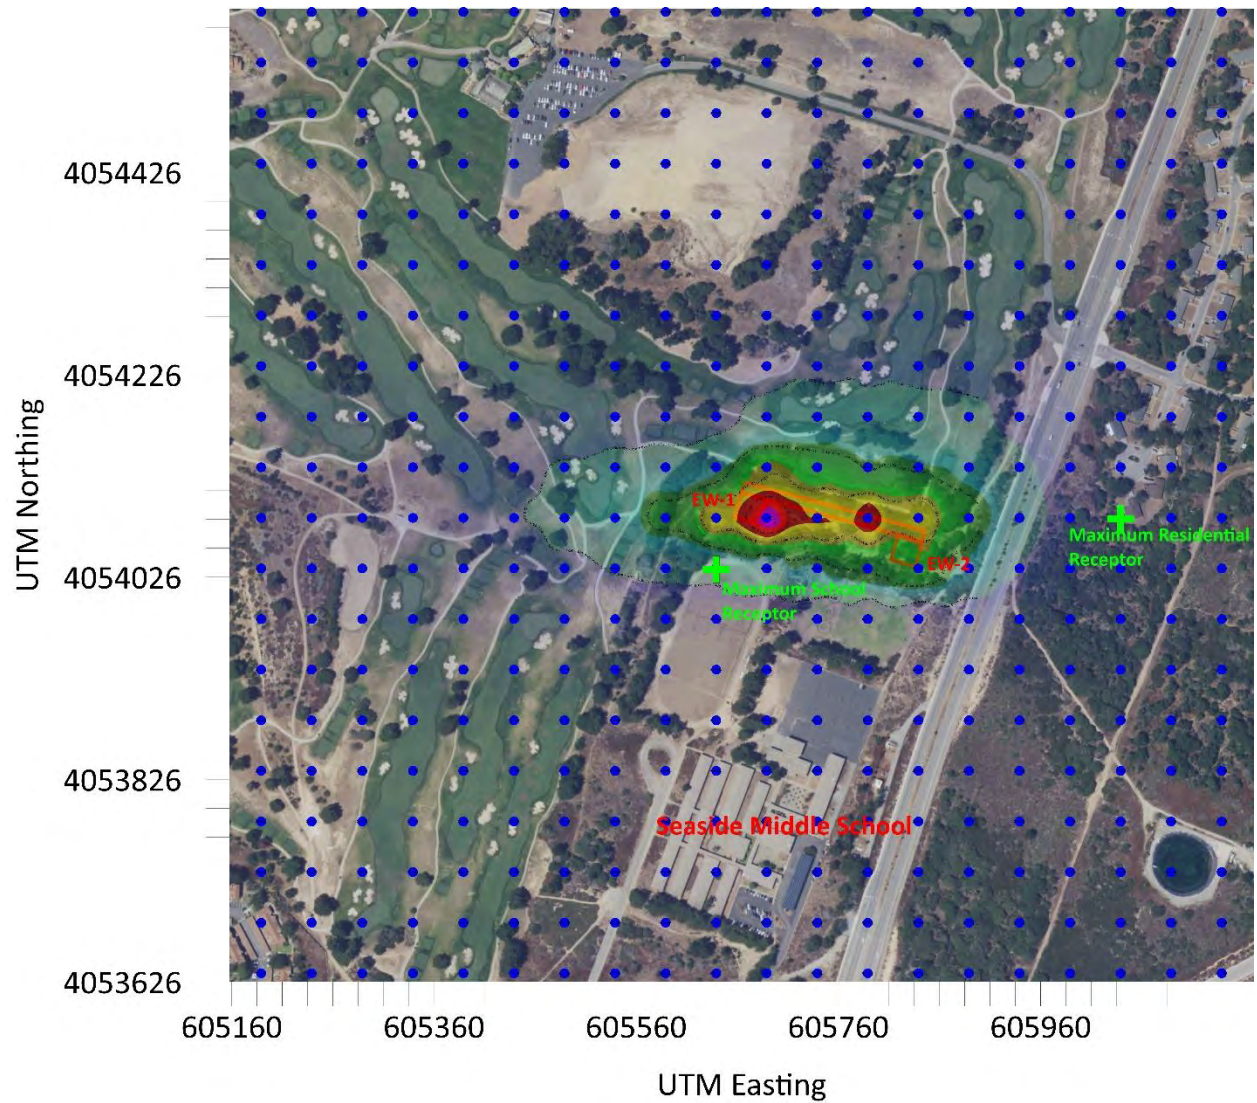 4054426
4054226
UTM Northing
EW-1
Maximum Residential
Receptor
EW-2
4054026
Maximum School
Receptor
4053826
Seaside Middle School
4053626
605160
605360
605560
605760
605960
UTM Easting